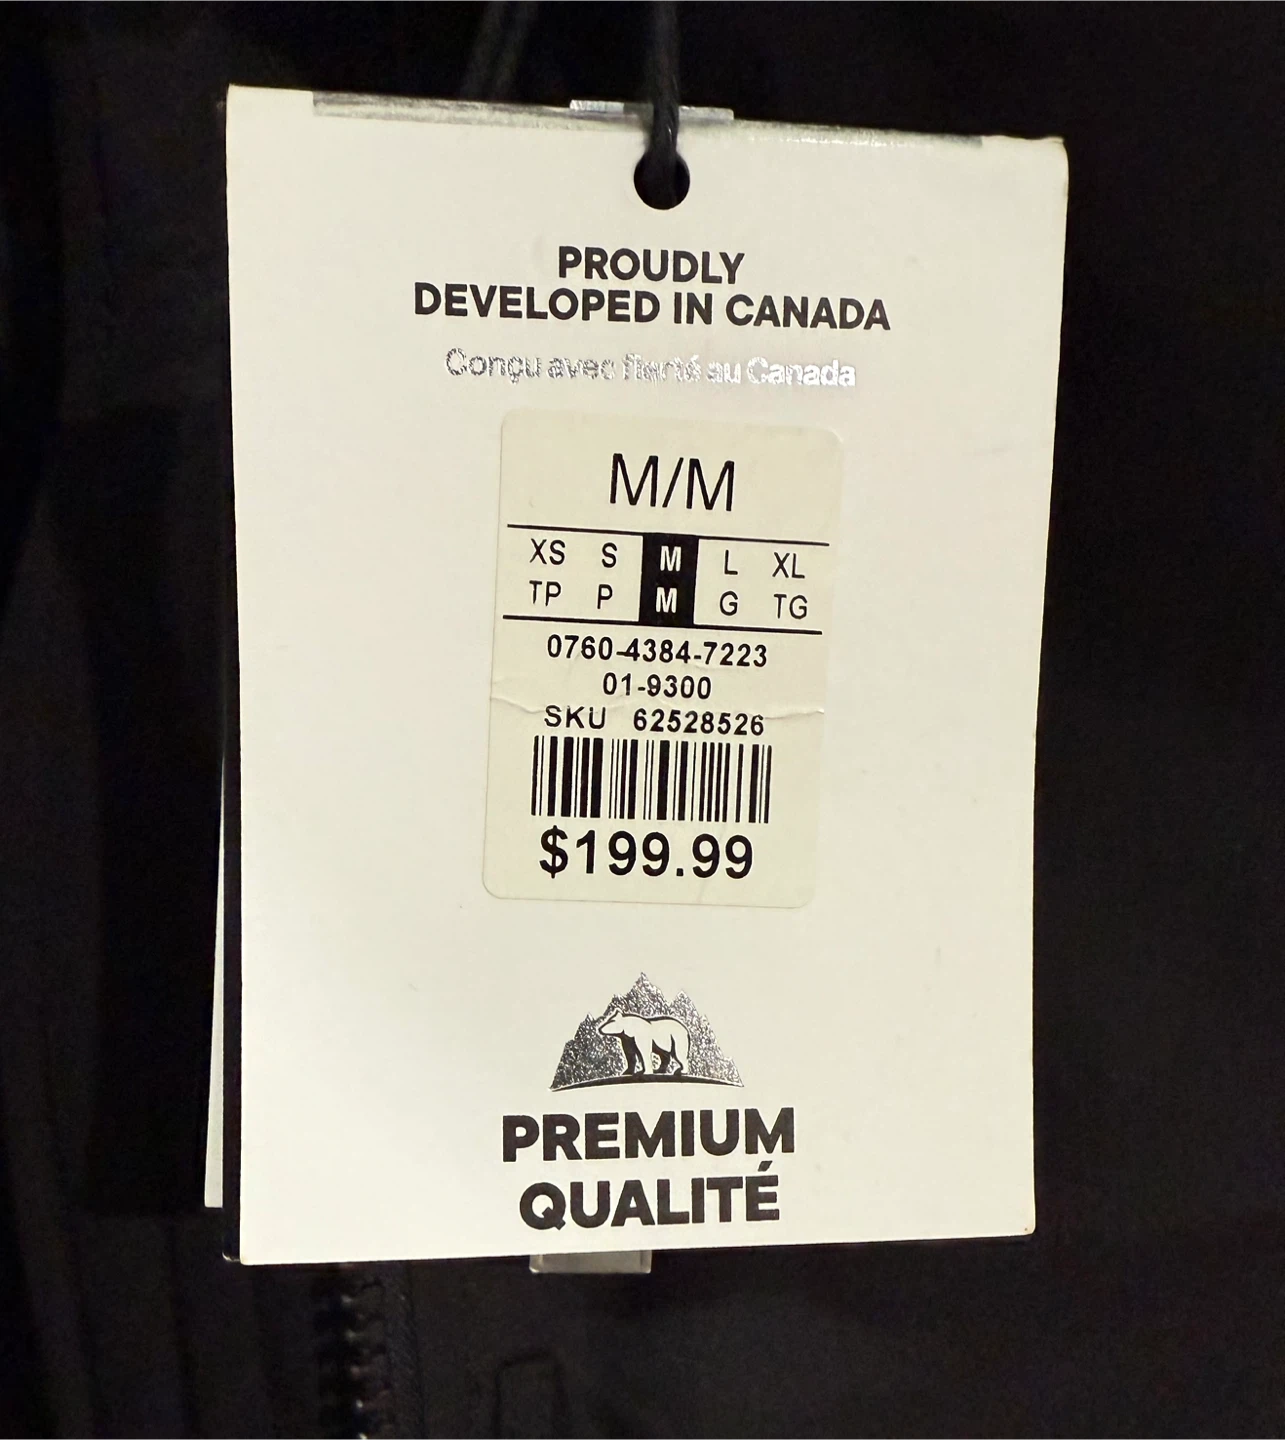 PROUDLY
DEVELOPED IN CANADA
Conçu avec fierté au Canada
M/M
XS S M L XL
TP P M G TG
0760-4384-7223
01-9300
SKU 62528526
$199.99
PREMIUM
QUALITÉ